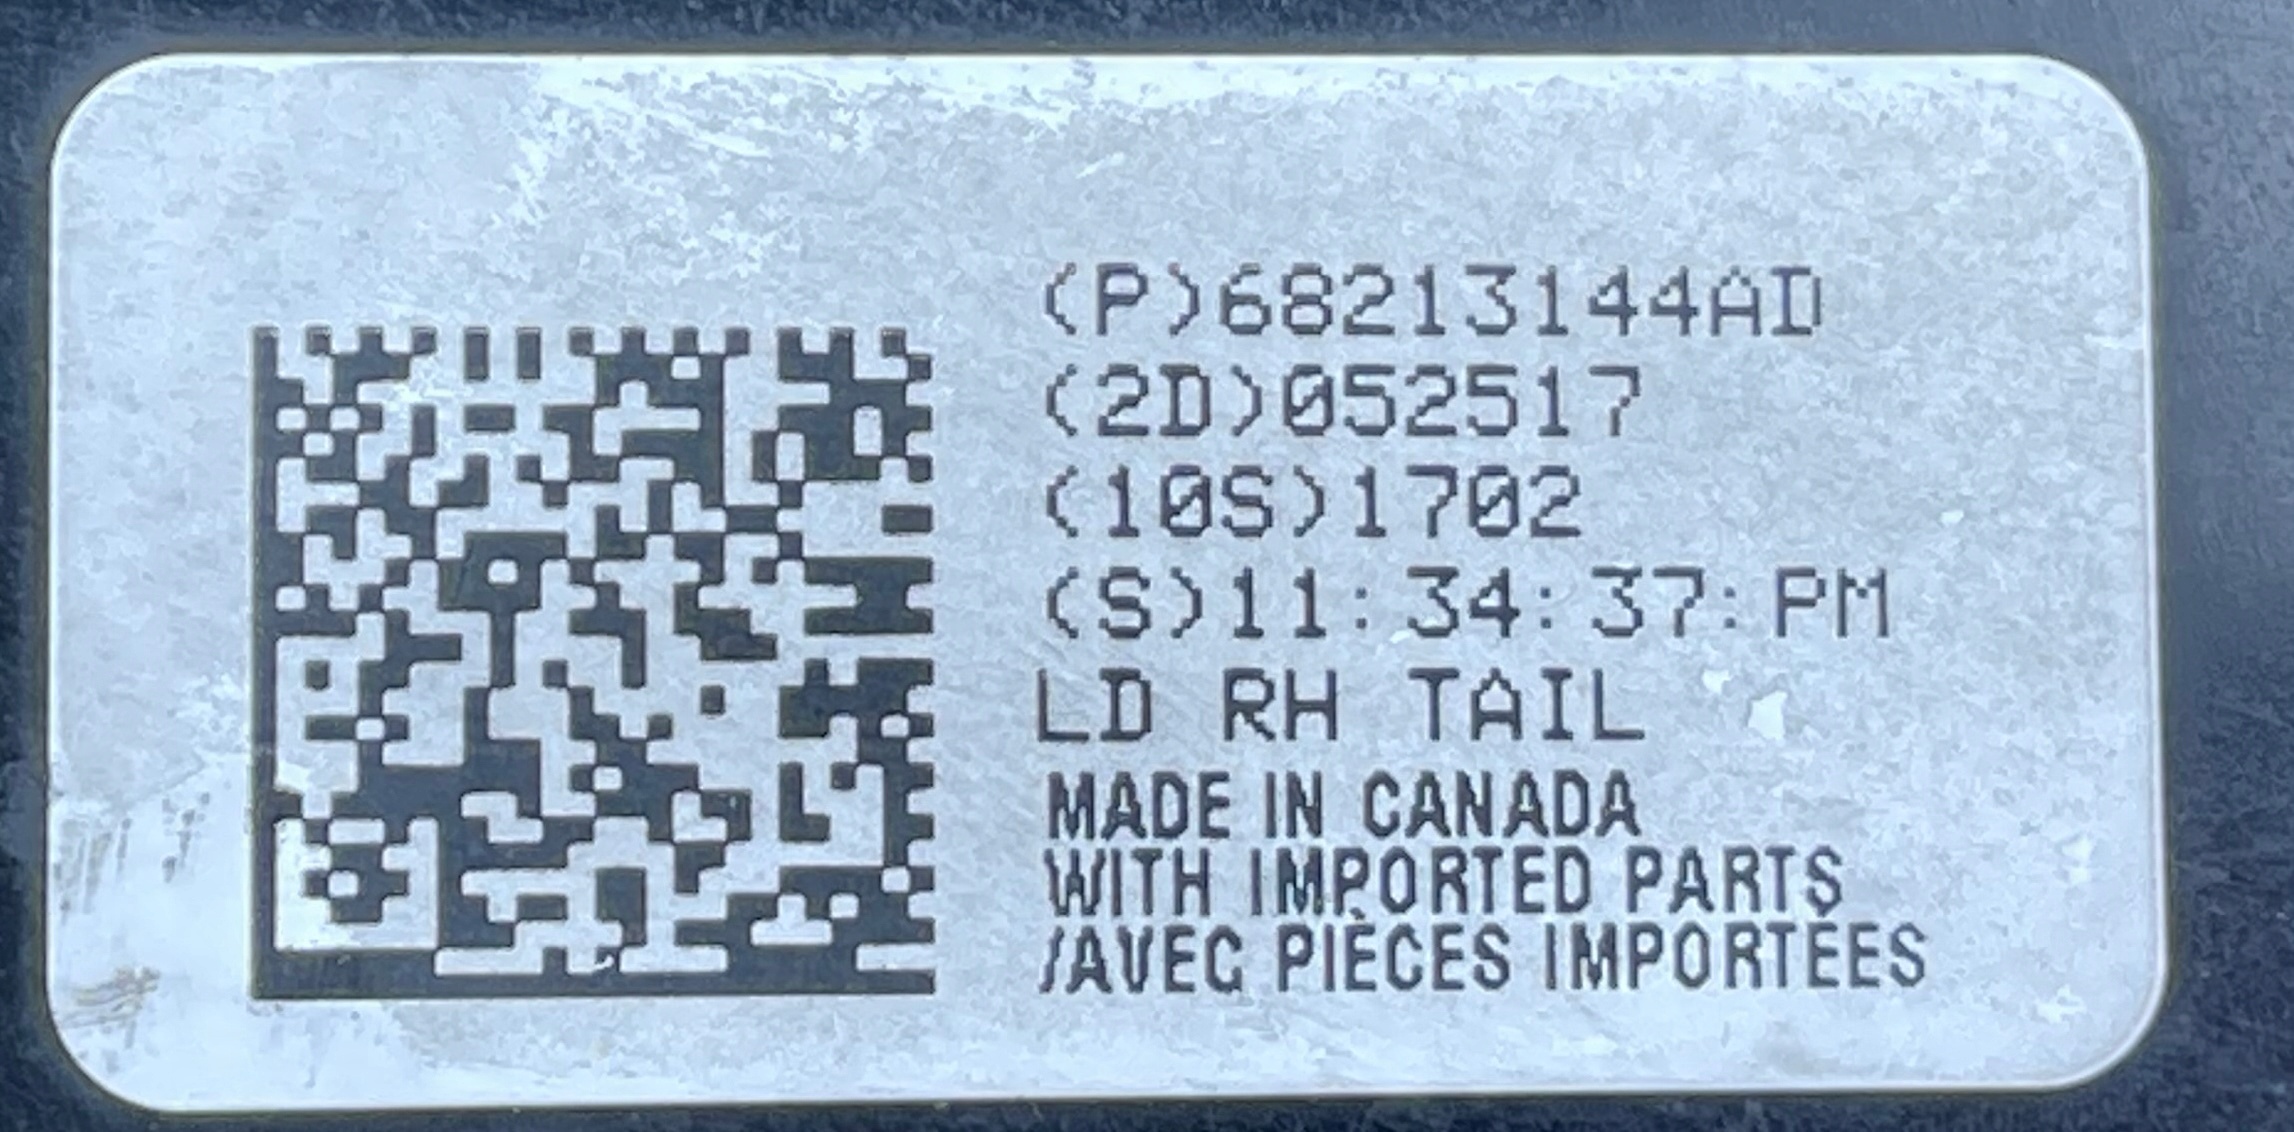 (P)68213144AD
(2D)052517
(10S)1702
(S)11:34:37:PM
LD RH TAIL
MADE IN CANADA
WITH IMPORTED PARTS
/AVEC PIÈCES IMPORTÉES